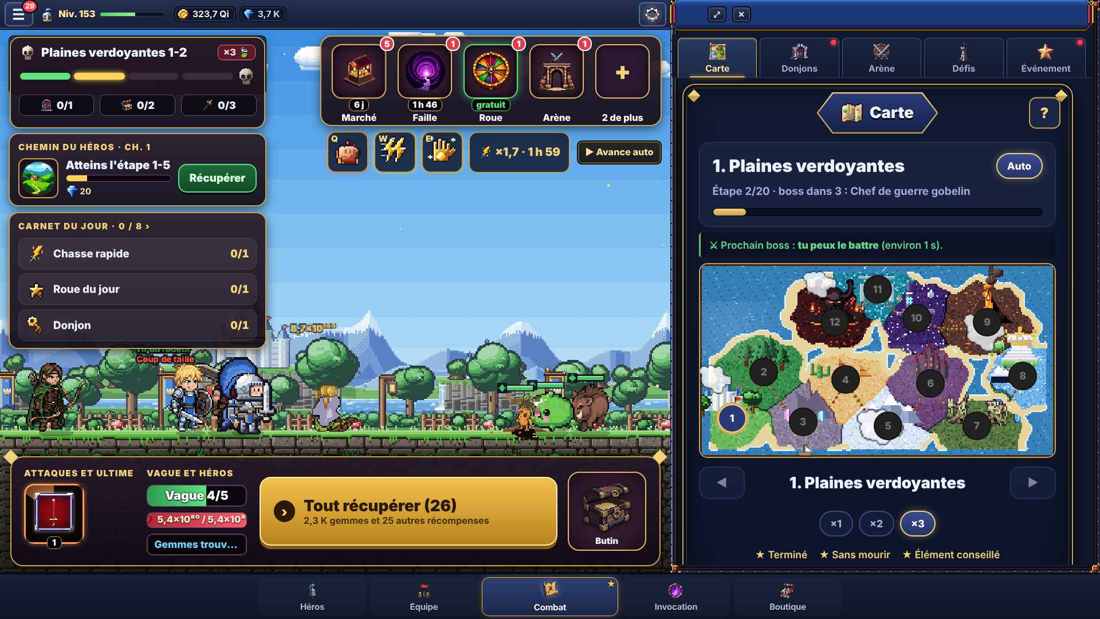 28
Niv. 153
323,7 Qi
3,7 K
Plaines verdoyantes 1-2
×3
0/1
0/2
0/3
CHEMIN DU HÉROS · CH. 1
Atteins l'étape 1-5
20
Récupérer
CARNET DU JOUR · 0 / 8 ›
Chasse rapide 0/1
Roue du jour 0/1
Donjon 0/1
5
1
1
1
6 j
1 h 46
gratuit
Marché
Faille
Roue
Arène
2 de plus
Q
W
E
×1,7 · 1 h 59
Avance auto
Coup de taille
ATTAQUES ET ULTIME
1
VAGUE ET HÉROS
Vague 4/5
Gemmes trouv...
Tout récupérer (26)
2,3 K gemmes et 25 autres récompenses
Butin
Héros
Équipe
Combat
Invocation
Boutique
Carte
Donjons
Arène
Défis
Événement
Carte
?
1. Plaines verdoyantes
Auto
Étape 2/20 · boss dans 3 : Chef de guerre gobelin
Prochain boss : tu peux le battre (environ 1 s).
11
12
10
9
2
4
6
8
1
3
5
7
1. Plaines verdoyantes
×1
×2
×3
★ Terminé ★ Sans mourir ★ Élément conseillé